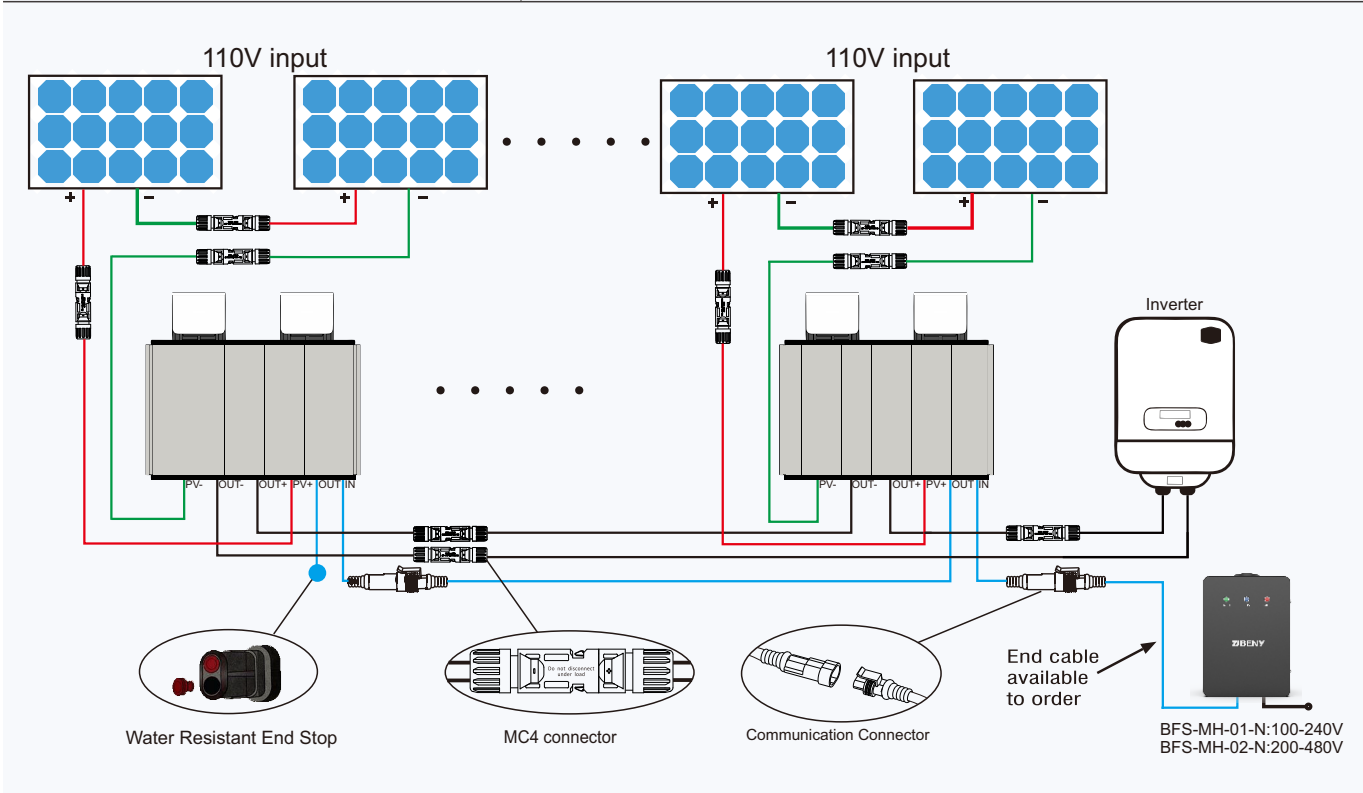 110V input
110V input
+
−
+
−
+
−
+
−
Inverter
PV-
OUT-
OUT+
PV+
OUT
IN
PV-
OUT-
OUT+
PV+
OUT
IN
Do not disconnect
under load
BENY
End cable
available
to order
Water Resistant End Stop
MC4 connector
Communication Connector
BFS-MH-01-N:100-240V
BFS-MH-02-N:200-480V